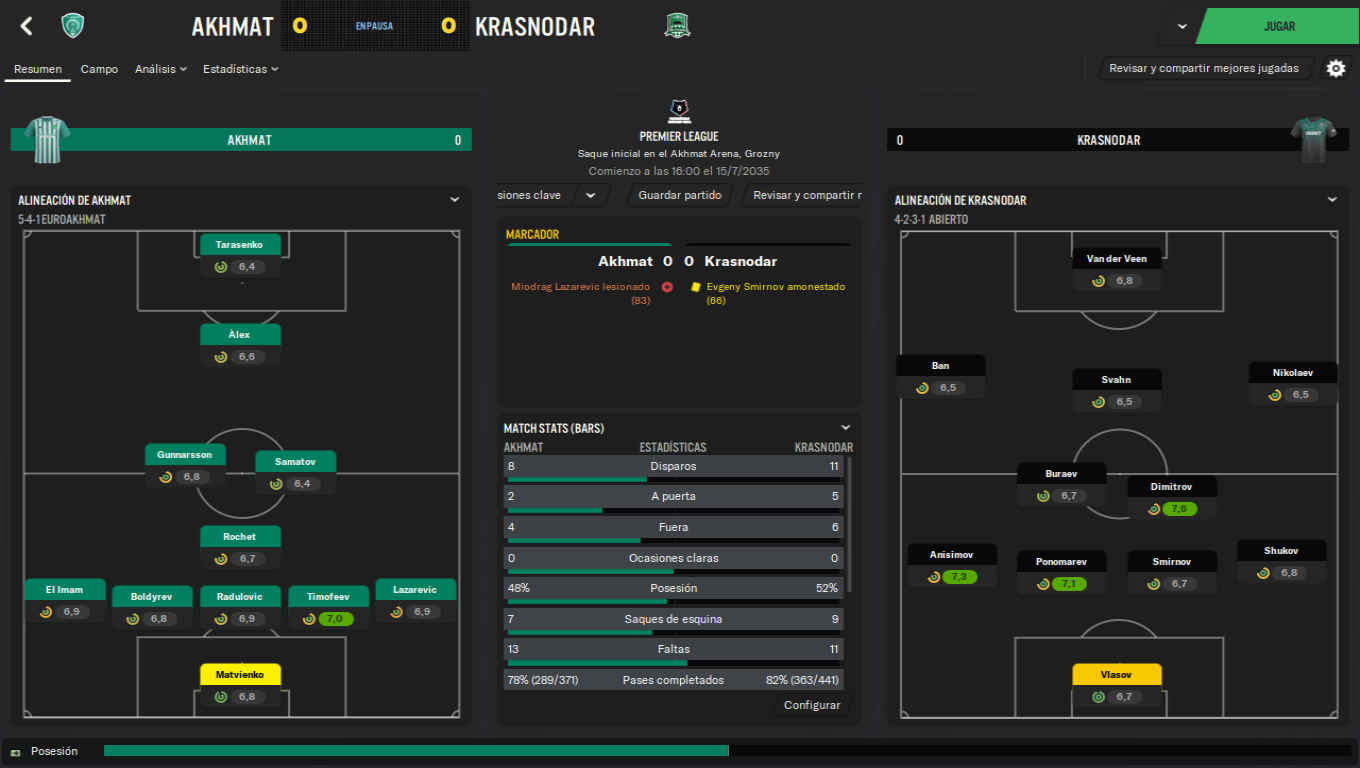 AKHMAT 0 EN PAUSA 0 KRASNODAR
JUGAR
Resumen Campo Análisis Estadísticas
Revisar y compartir mejores jugadas
AKHMAT 0
PREMIER LEAGUE
Saque inicial en el Akhmat Arena, Grozny
Comienzo a las 16:00 el 15/7/2035
0 KRASNODAR
siones clave
Guardar partido
Revisar y compartir r
ALINEACIÓN DE AKHMAT
5-4-1 EUROAKHMAT
Tarasenko
6,4
Àlex
6,6
Gunnarsson
6,8
Samatov
6,4
Rochet
6,7
El Imam
6,9
Boldyrev
6,8
Radulovic
6,9
Timofeev
7,0
Lazarevic
6,9
Matvienko
6,8
MARCADOR
Akhmat 0 0 Krasnodar
Miodrag Lazarevic lesionado
(83)
Evgeny Smirnov amonestado
(66)
MATCH STATS (BARS)
AKHMAT ESTADÍSTICAS KRASNODAR
8 Disparos 11
2 A puerta 5
4 Fuera 6
0 Ocasiones claras 0
48% Posesión 52%
7 Saques de esquina 9
13 Faltas 11
78% (289/371) Pases completados 82% (363/441)
Configurar
ALINEACIÓN DE KRASNODAR
4-2-3-1 ABIERTO
Van der Veen
6,8
Ban
6,5
Svahn
6,5
Nikolaev
6,5
Buraev
6,7
Dimitrov
7,6
Anisimov
7,3
Ponomarev
7,1
Smirnov
6,7
Shukov
6,8
Vlasov
6,7
Posesión